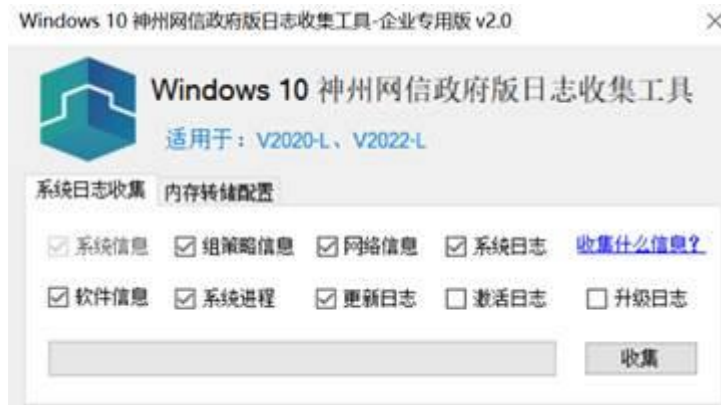 Windows 10 神州网信政府版日志收集工具-企业专用版 v2.0
Windows 10 神州网信政府版日志收集工具
适用于：V2020-L、V2022-L
系统日志收集 内存转储配置
系统信息 组策略信息 网络信息 系统日志 收集什么信息?
软件信息 系统进程 更新日志 激活日志 升级日志
收集